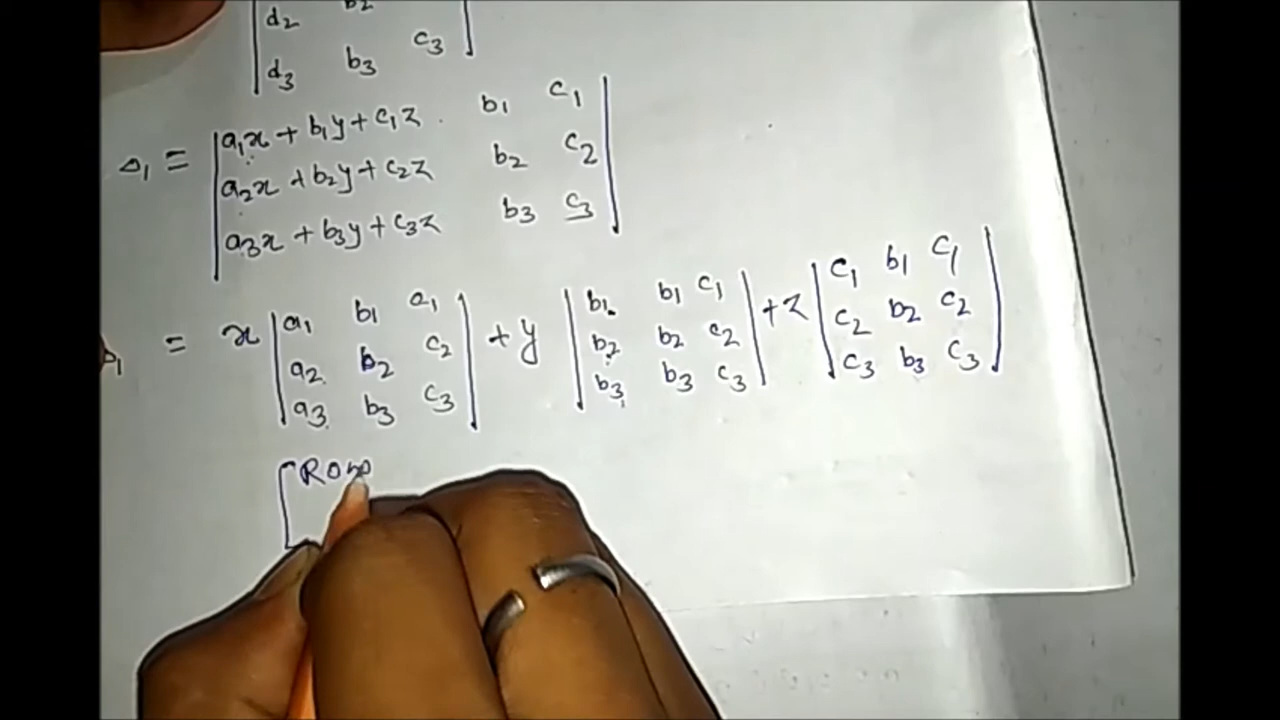 d2 b2
d3 b3 c3
Δ1 = | a1x + b1y + c1z b1 c1 |
| a2x + b2y + c2z b2 c2 |
| a3x + b3y + c3z b3 c3 |
Δ1 = x | a1 b1 a1 | + y | b1 b1 c1 | + z | c1 b1 c1 |
| a2 b2 c2 | | b2 b2 c2 | | c2 b2 c2 |
| a3 b3 c3 | | b3 b3 c3 | | c3 b3 c3 |
[ Row